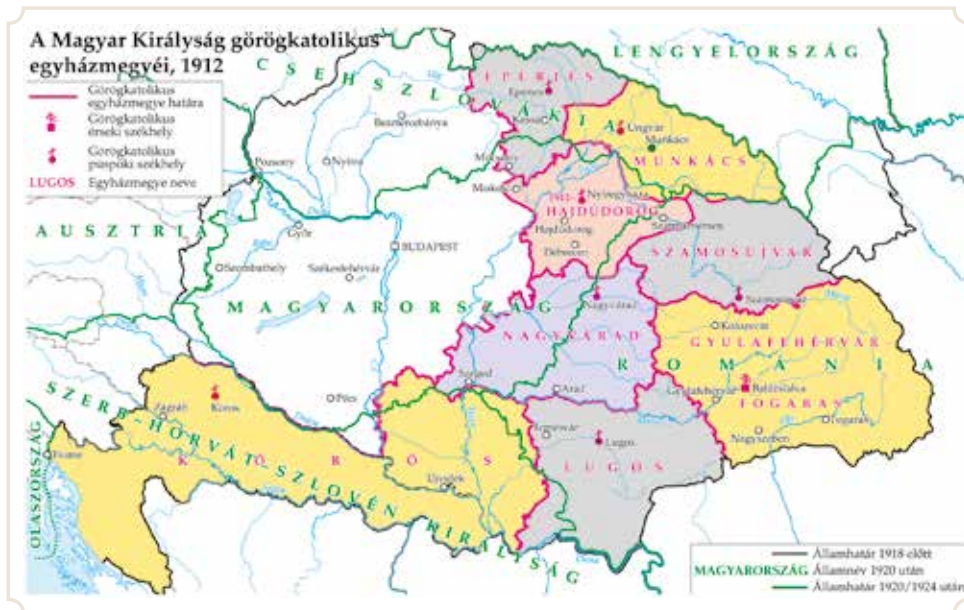 A Magyar Királyság görögkatolikus
egyházmegyéi, 1912
Görögkatolikus
egyházmegye határa
Görögkatolikus
érseki székhely
Görögkatolikus
püspöki székhely
LUGOS Egyházmegye neve
LENGYELORSZÁG
CSEHSZLOVÁKIA
EPERJES
Eperjes
Kassa
Besztercebánya
Ungvár
Munkács
MUNKÁCS
Pozsony
Nyitra
Miskolc
Nyíregyháza
HAJDÚDOROG
Hajdúdorog
Debrecen
SZAMOSÚJVÁR
Szamosújvár
AUSZTRIA
Győr
BUDAPEST
Szombathely
Székesfehérvár
MAGYARORSZÁG
Nagyvárad
NAGYVÁRAD
Kolozsvár
GYULAFEHÉRVÁR
ROMÁNIA
Balázsfalva
Gyulafehérvár
FOGARAS
Fogaras
Nagyszeben
Szeged
Arad
Pécs
Zágráb
Körös
KÖRÖS
Temesvár
Lugos
LUGOS
Újvidék
Fiume
OLASZORSZÁG
SZERB-HORVÁT-SZLOVÉN KIRÁLYSÁG
Államhatár 1918 előtt
MAGYARORSZÁG Államnév 1920 után
Államhatár 1920/1924 után